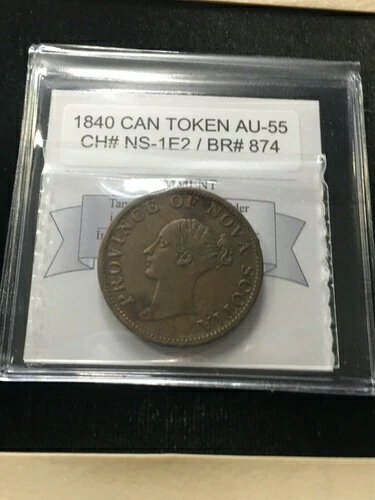 1840 CAN TOKEN AU-55
CH# NS-1E2 / BR# 874
PROVINCE OF NOVA SCOTIA